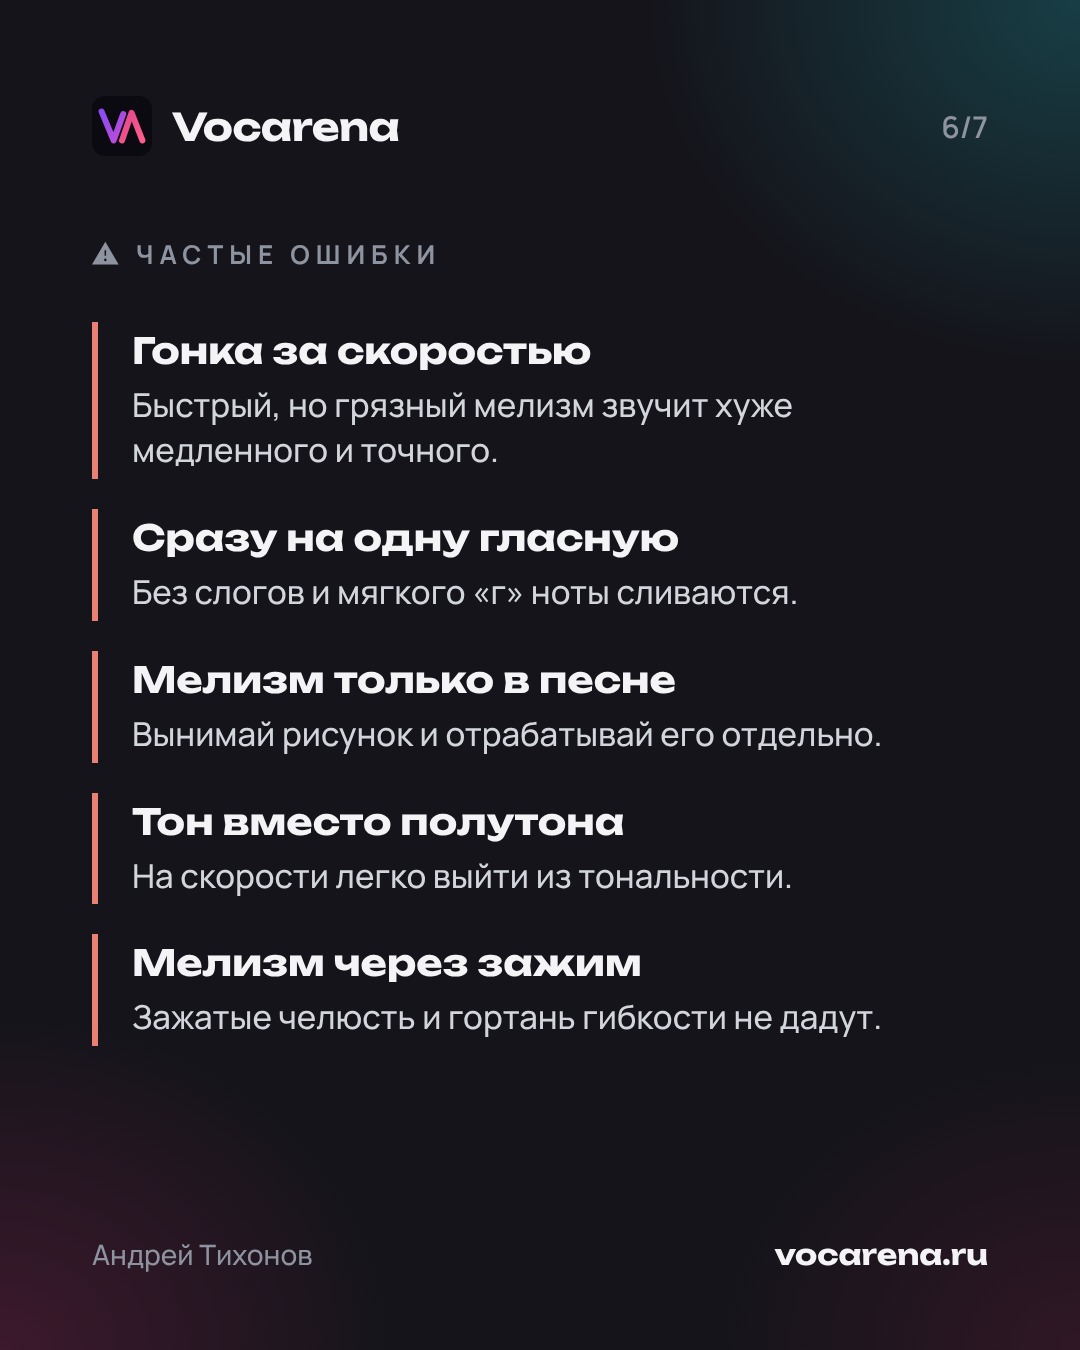 Vocarena
6/7
ЧАСТЫЕ ОШИБКИ
Гонка за скоростью
Быстрый, но грязный мелизм звучит хуже
медленного и точного.
Сразу на одну гласную
Без слогов и мягкого «г» ноты сливаются.
Мелизм только в песне
Вынимай рисунок и отрабатывай его отдельно.
Тон вместо полутона
На скорости легко выйти из тональности.
Мелизм через зажим
Зажатые челюсть и гортань гибкости не дадут.
Андрей Тихонов
vocarena.ru